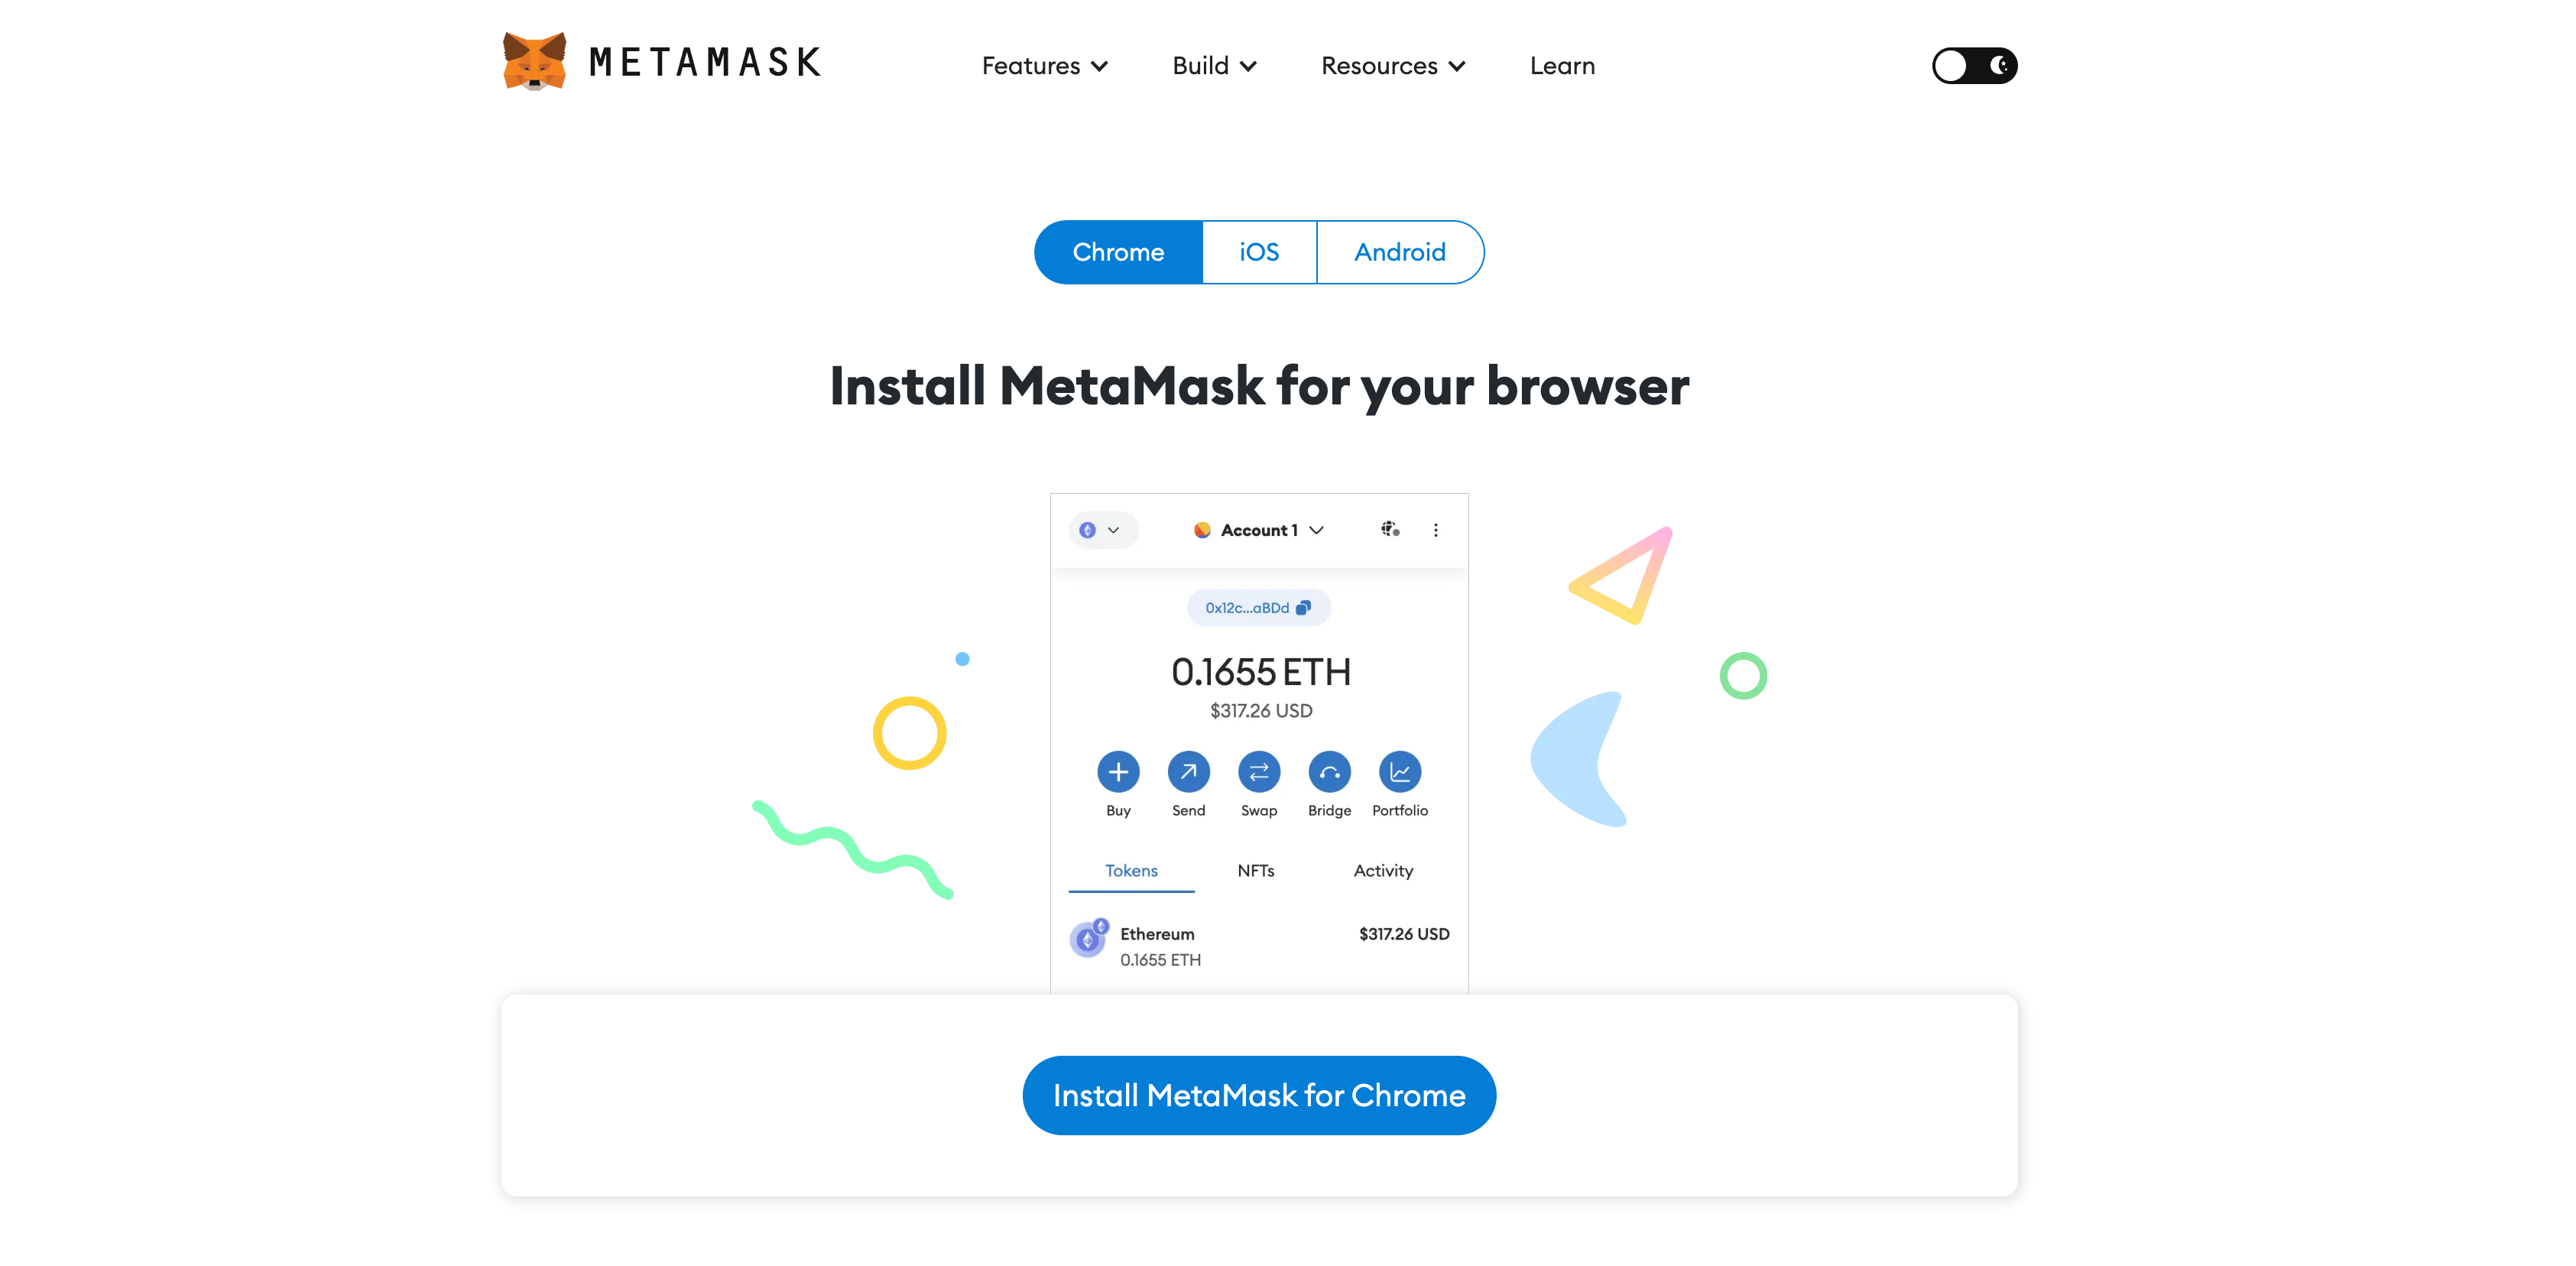 METAMASK
Features Build Resources Learn
Chrome iOS Android
Install MetaMask for your browser
Account 1
0x12c...aBDd
0.1655 ETH
$317.26 USD
Buy Send Swap Bridge Portfolio
Tokens NFTs Activity
Ethereum $317.26 USD
0.1655 ETH
Install MetaMask for Chrome